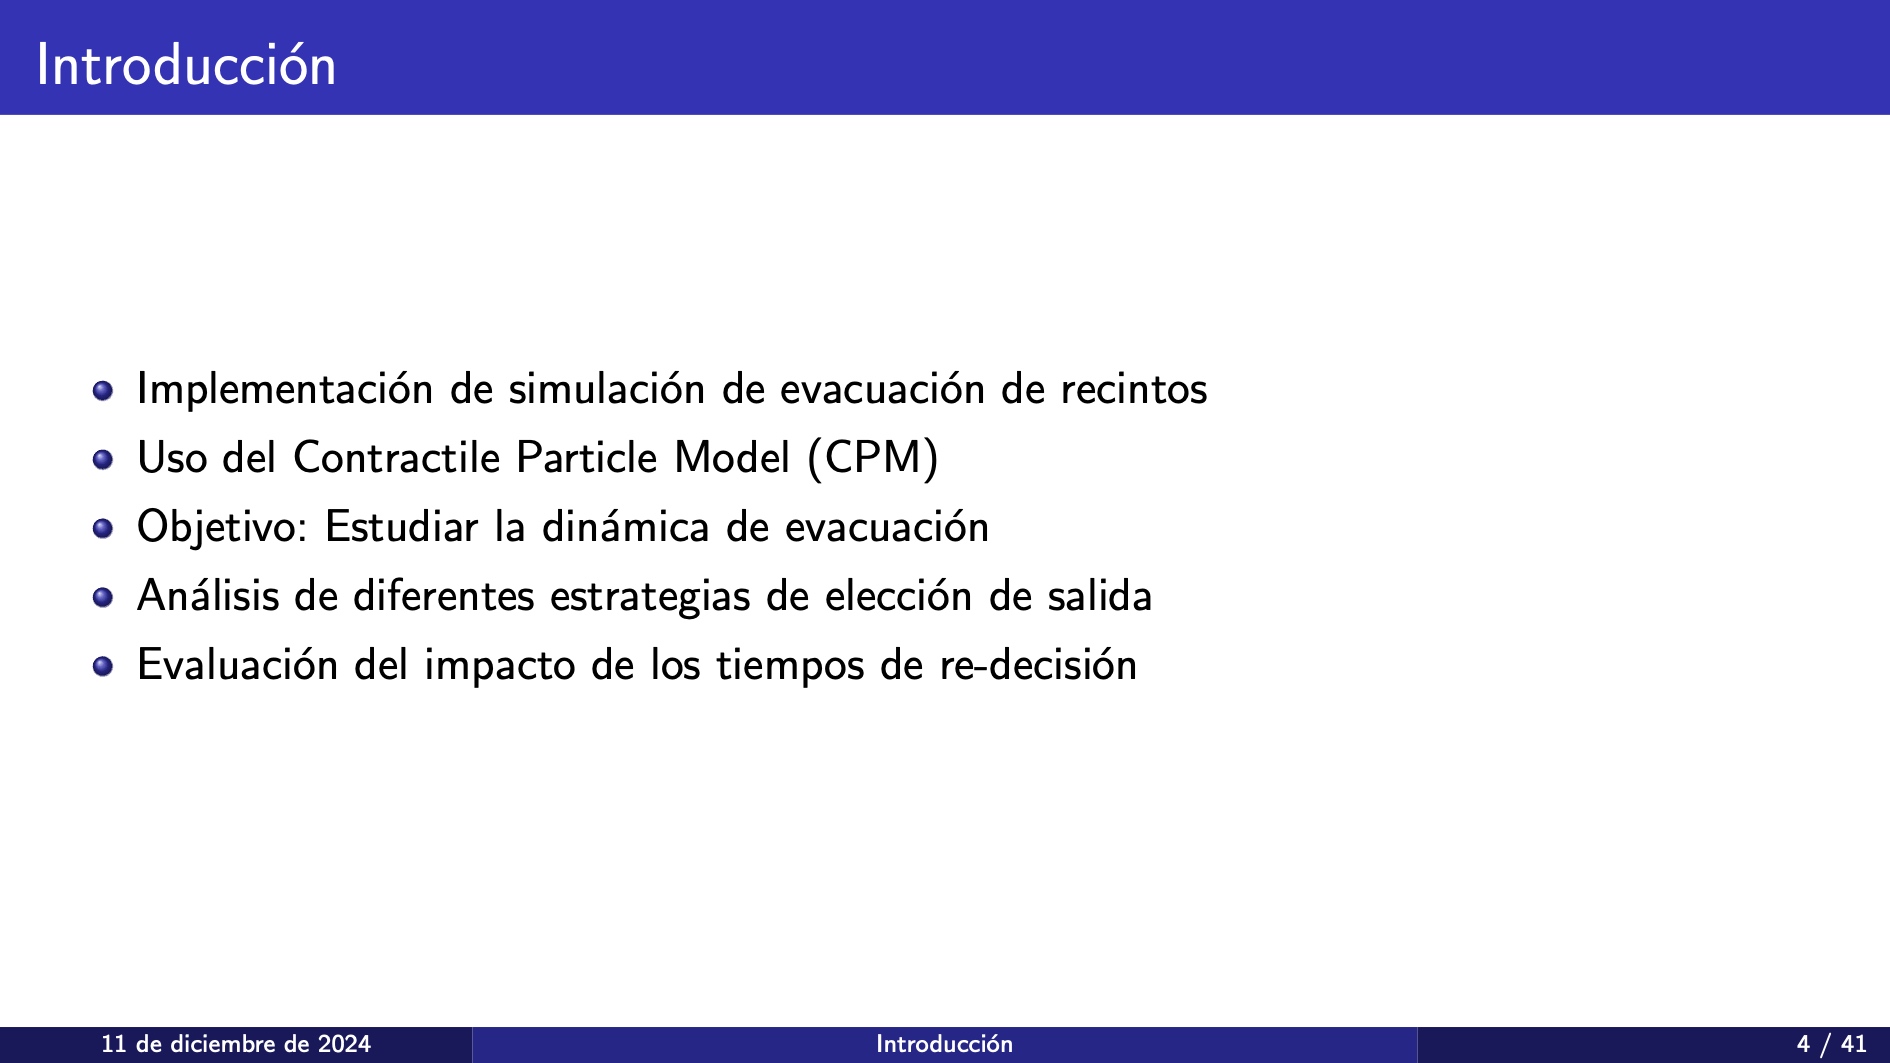 Introducción
Implementación de simulación de evacuación de recintos
Uso del Contractile Particle Model (CPM)
Objetivo: Estudiar la dinámica de evacuación
Análisis de diferentes estrategias de elección de salida
Evaluación del impacto de los tiempos de re-decisión
11 de diciembre de 2024
Introducción
4 / 41